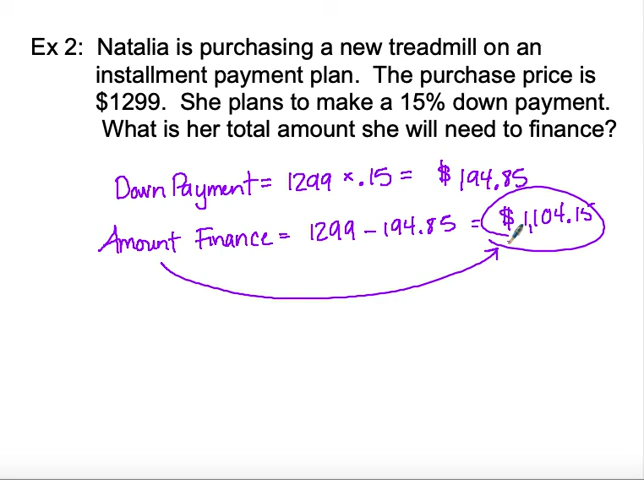 Ex 2: Natalia is purchasing a new treadmill on an
installment payment plan. The purchase price is
$1299. She plans to make a 15% down payment.
What is her total amount she will need to finance?
Down Payment = 1299 × .15 = $194.85
Amount Finance = 1299 - 194.85 = $1,104.15